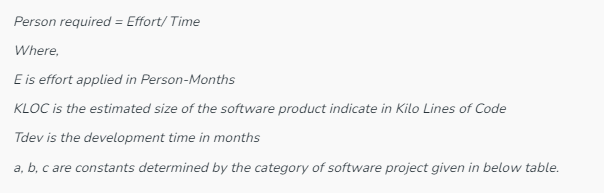 Person required = Effort/ Time
Where,
E is effort applied in Person-Months
KLOC is the estimated size of the software product indicate in Kilo Lines of Code
Tdev is the development time in months
a, b, c are constants determined by the category of software project given in below table.